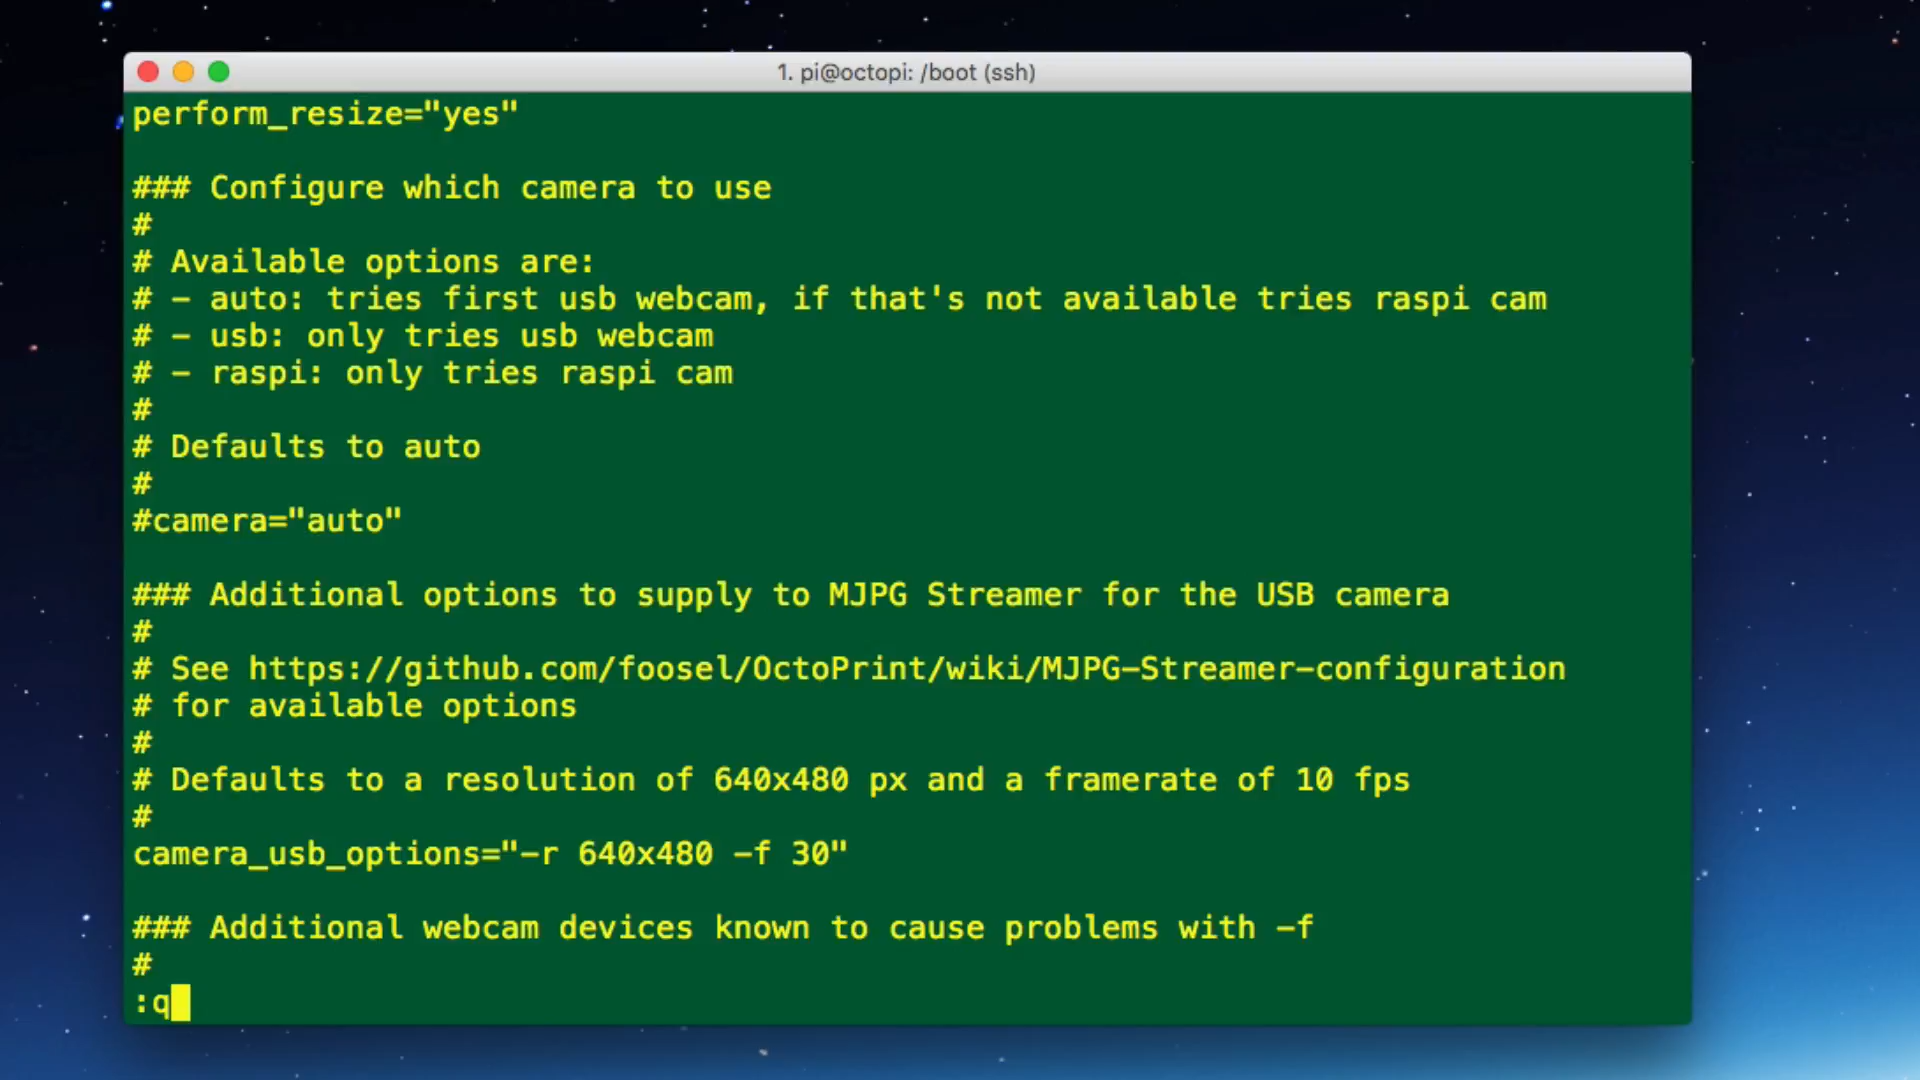 1. pi@octopi: /boot (ssh)
perform_resize="yes"
### Configure which camera to use
#
# Available options are:
# - auto: tries first usb webcam, if that's not available tries raspi cam
# - usb: only tries usb webcam
# - raspi: only tries raspi cam
#
# Defaults to auto
#
#camera="auto"
### Additional options to supply to MJPG Streamer for the USB camera
#
# See https://github.com/foosel/OctoPrint/wiki/MJPG-Streamer-configuration
# for available options
#
# Defaults to a resolution of 640x480 px and a framerate of 10 fps
#
camera_usb_options="-r 640x480 -f 30"
### Additional webcam devices known to cause problems with -f
#
:q